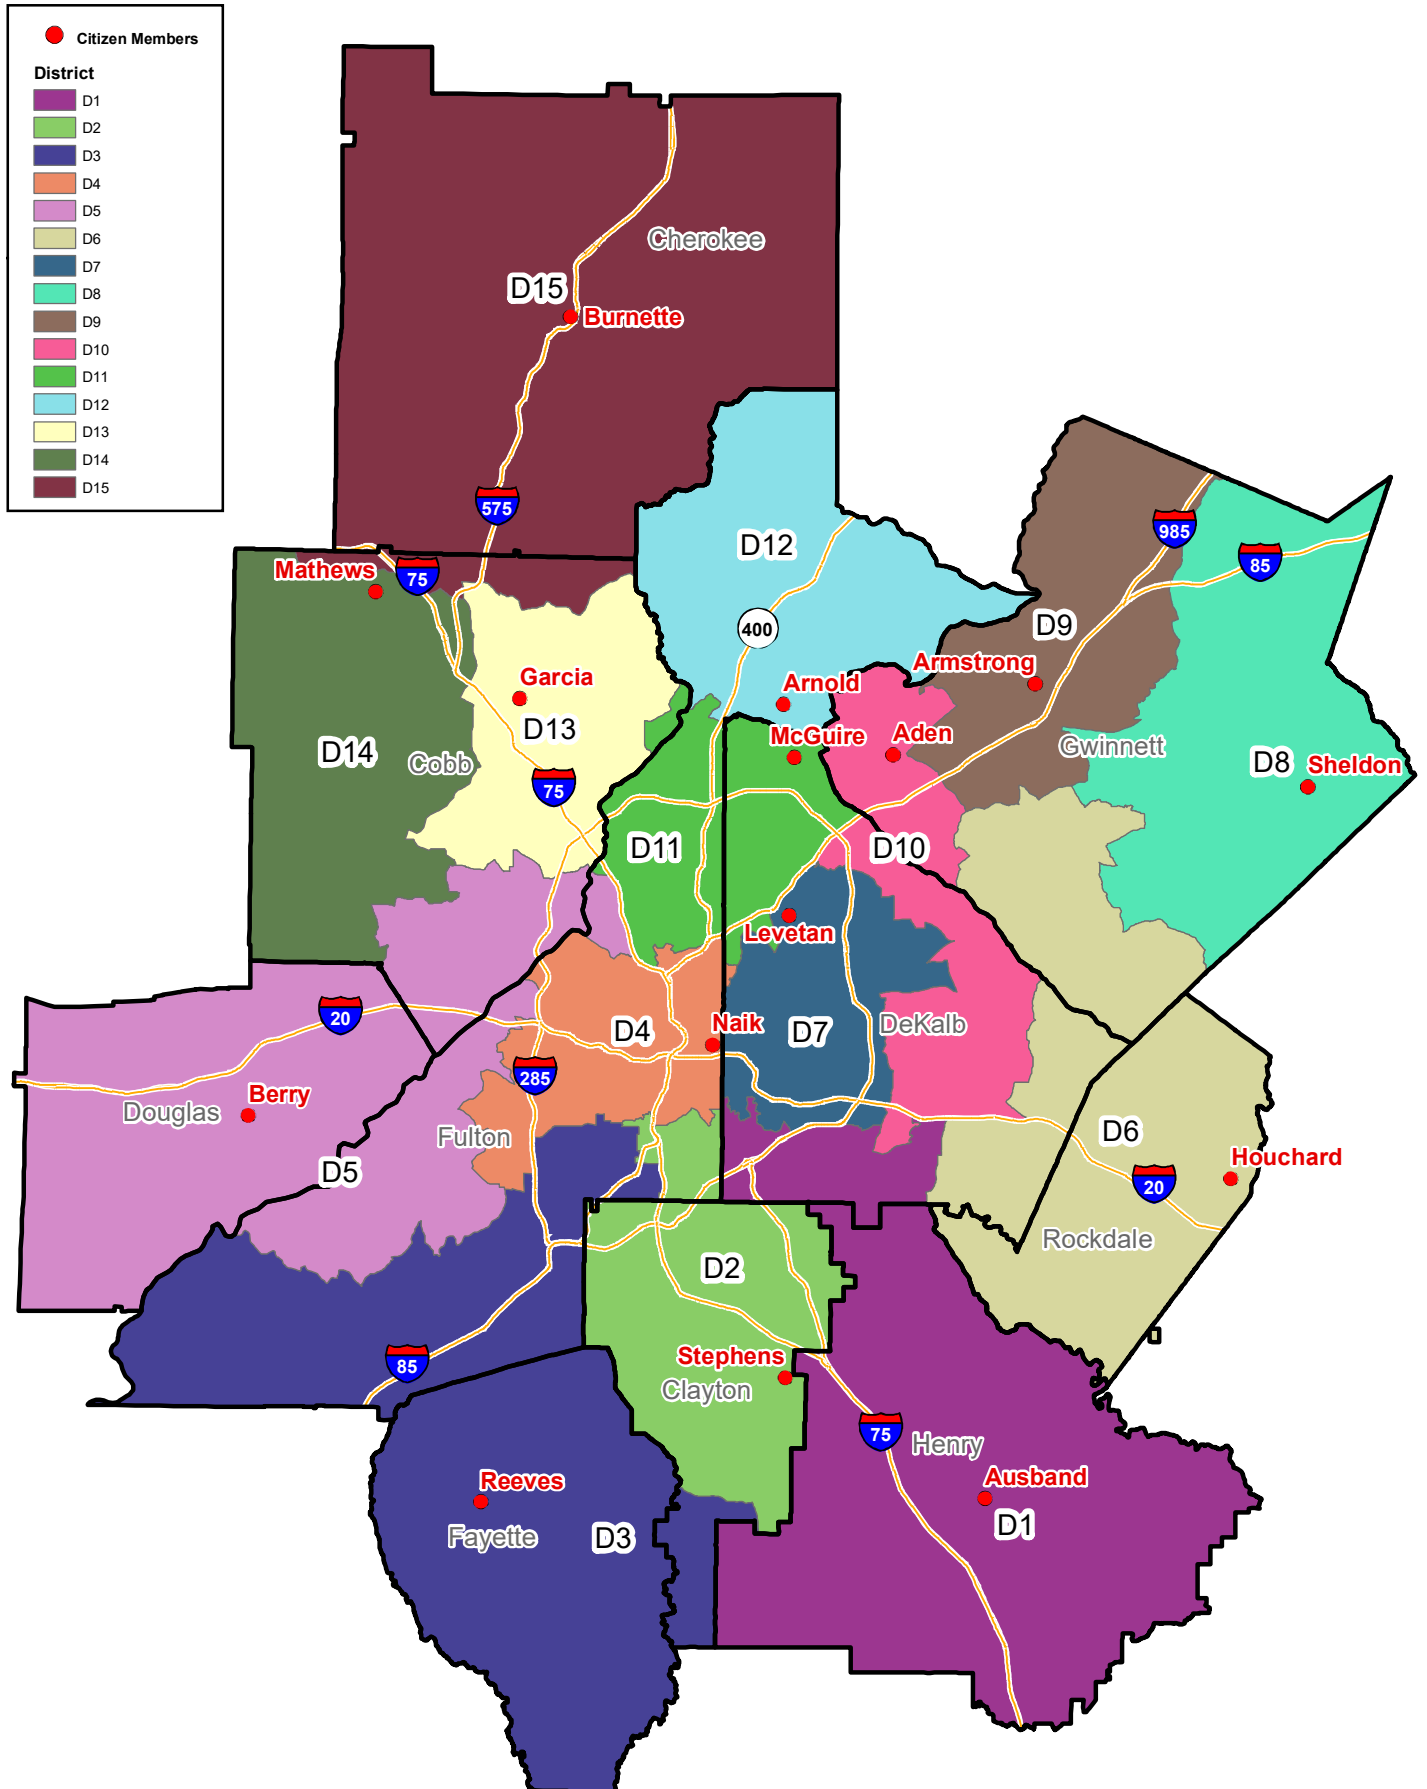 Citizen Members
District
D1
D2
D3
D4
D5
D6
D7
D8
D9
D10
D11
D12
D13
D14
D15
Cherokee
D15
Burnette
575
985
D12
85
Mathews
75
400
D9
Armstrong
Garcia
Arnold
D13
McGuire
Aden
Gwinnett
D14
Cobb
D8
Sheldon
75
D11
D10
Levetan
20
Naik
D4
D7
DeKalb
285
Berry
Douglas
Fulton
D6
Houchard
D5
20
Rockdale
D2
85
Stephens
Clayton
75
Henry
Reeves
Ausband
Fayette
D3
D1